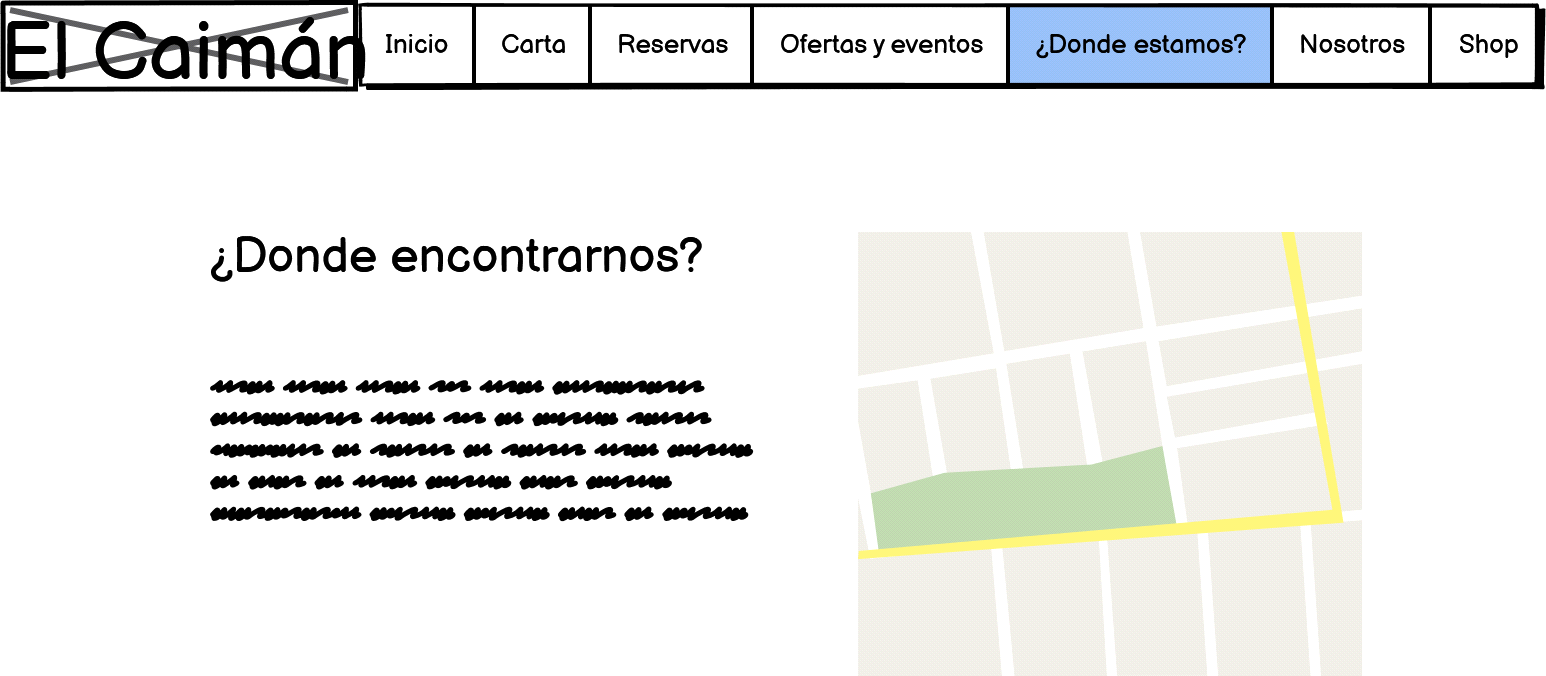 El Caimán
Inicio Carta Reservas Ofertas y eventos ¿Donde estamos? Nosotros Shop
¿Donde encontrarnos?